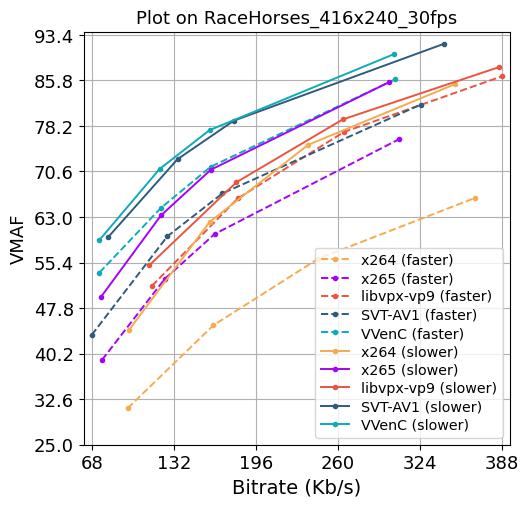 Plot on RaceHorses_416x240_30fps
93.4
85.8
78.2
70.6
63.0
55.4
47.8
40.2
32.6
25.0
VMAF
x264 (faster)
x265 (faster)
libvpx-vp9 (faster)
SVT-AV1 (faster)
VVenC (faster)
x264 (slower)
x265 (slower)
libvpx-vp9 (slower)
SVT-AV1 (slower)
VVenC (slower)
68 132 196 260 324 388
Bitrate (Kb/s)